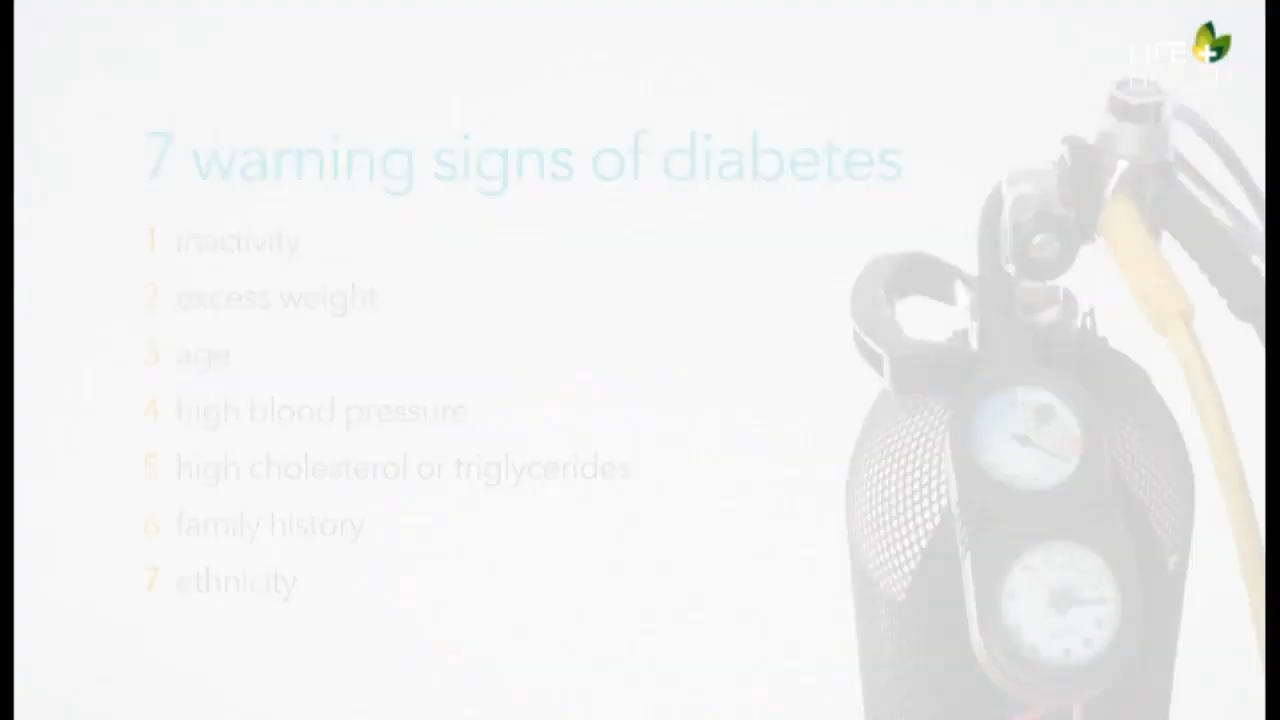 LIFE
7 warning signs of diabetes
1 inactivity
2 excess weight
3 age
4 high blood pressure
5 high cholesterol or triglycerides
6 family history
7 ethnicity